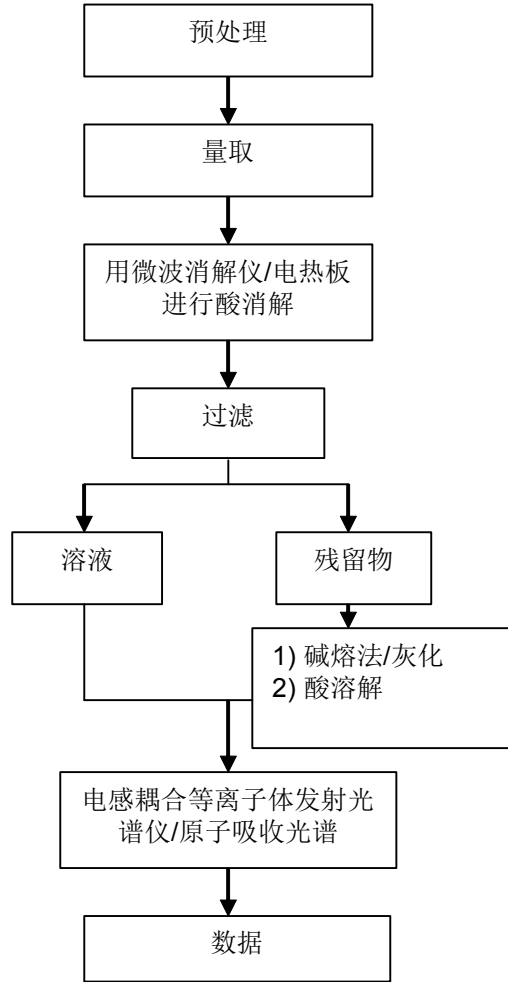 预处理
量取
用微波消解仪/电热板
进行酸消解
过滤
溶液
残留物
1) 碱熔法/灰化
2) 酸溶解
电感耦合等离子体发射光
谱仪/原子吸收光谱
数据